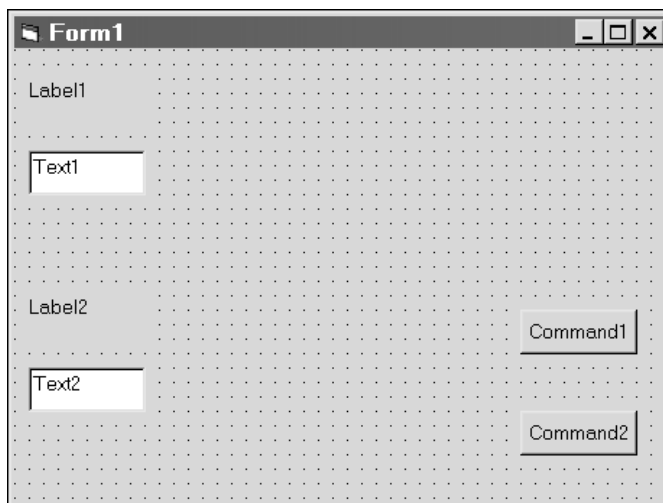 Form1
Label1
Text1
Label2
Command1
Text2
Command2